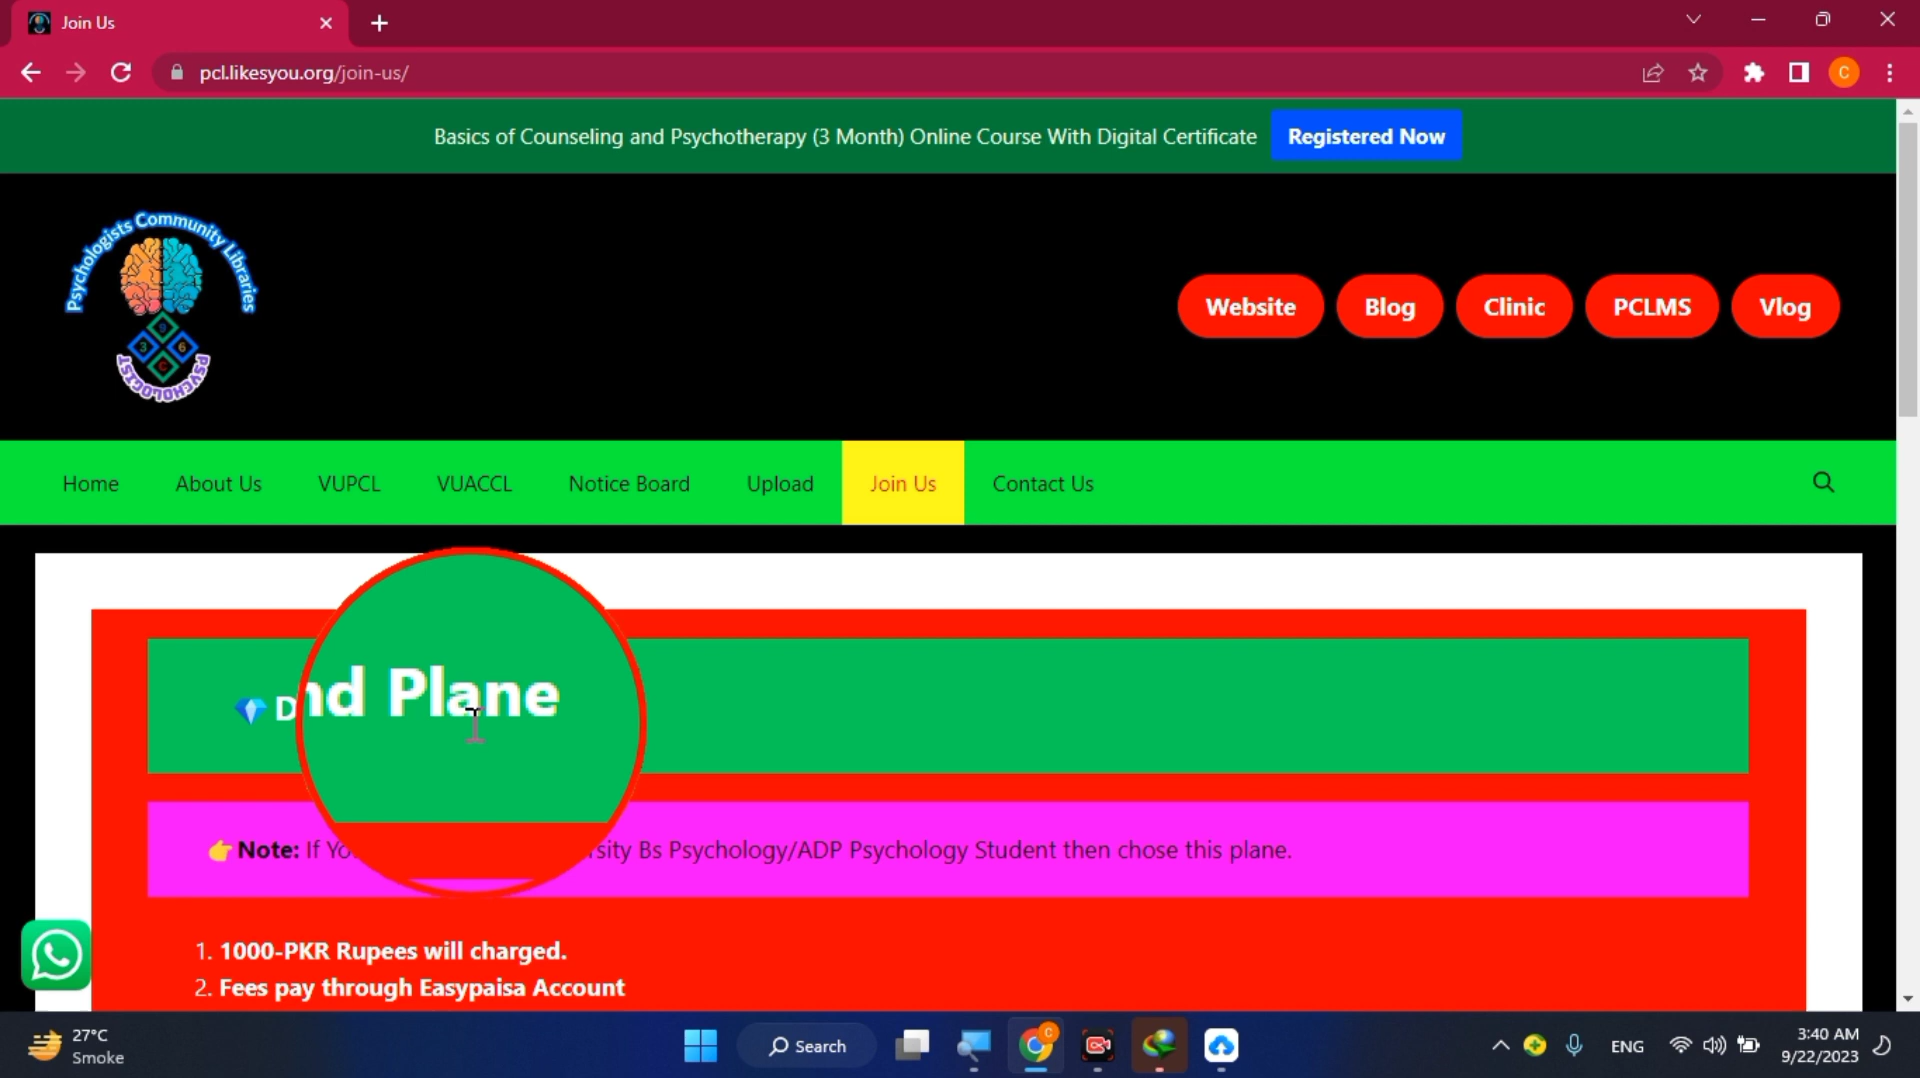 Join Us
pcl.likesyou.org/join-us/
Basics of Counseling and Psychotherapy (3 Month) Online Course With Digital Certificate
Registered Now
Psychologists Community Libraries
9
3 6
C
PSYCHOLOGIST
Website Blog Clinic PCLMS Vlog
Home About Us VUPCL VUACCL Notice Board Upload Join Us Contact Us
💎 D nd Plane
👉 Note: If Bs Psychology/ADP Psychology Student then chose this plane.
1. 1000-PKR Rupees will charged.
2. Fees pay through Easypaisa Account
27°C
Smoke
Search
C
ENG
3:40 AM
9/22/2023